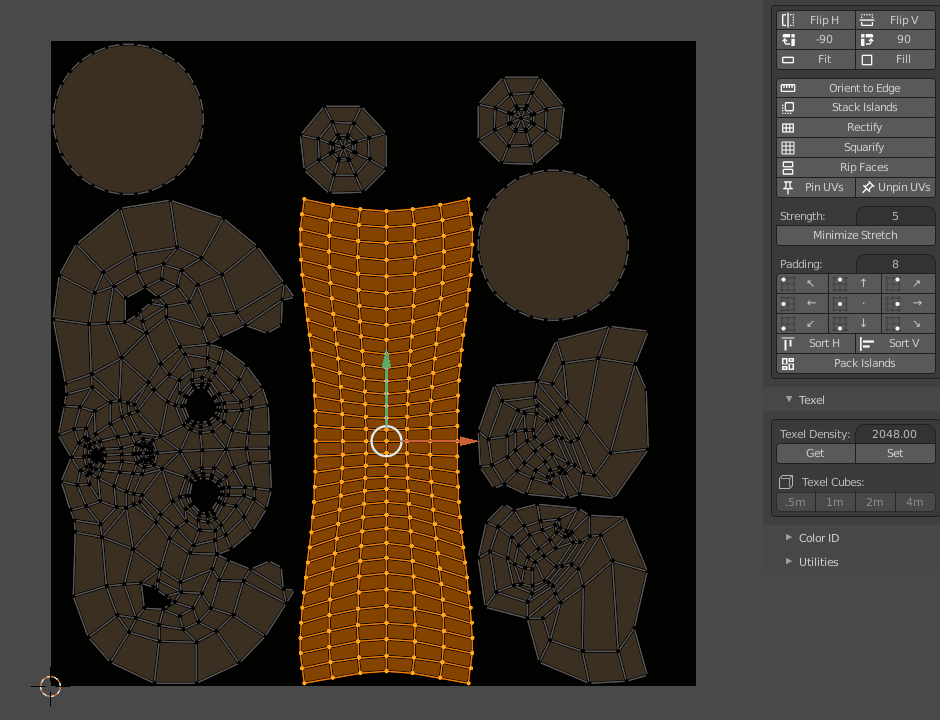 Flip H Flip V
-90 90
Fit Fill
Orient to Edge
Stack Islands
Rectify
Squarify
Rip Faces
Pin UVs Unpin UVs
Strength: 5
Minimize Stretch
Padding: 8
↖ ↑ ↗
← · →
↙ ↓ ↘
Sort H Sort V
Pack Islands
Texel
Texel Density: 2048.00
Get Set
Texel Cubes:
.5m 1m 2m 4m
Color ID
Utilities